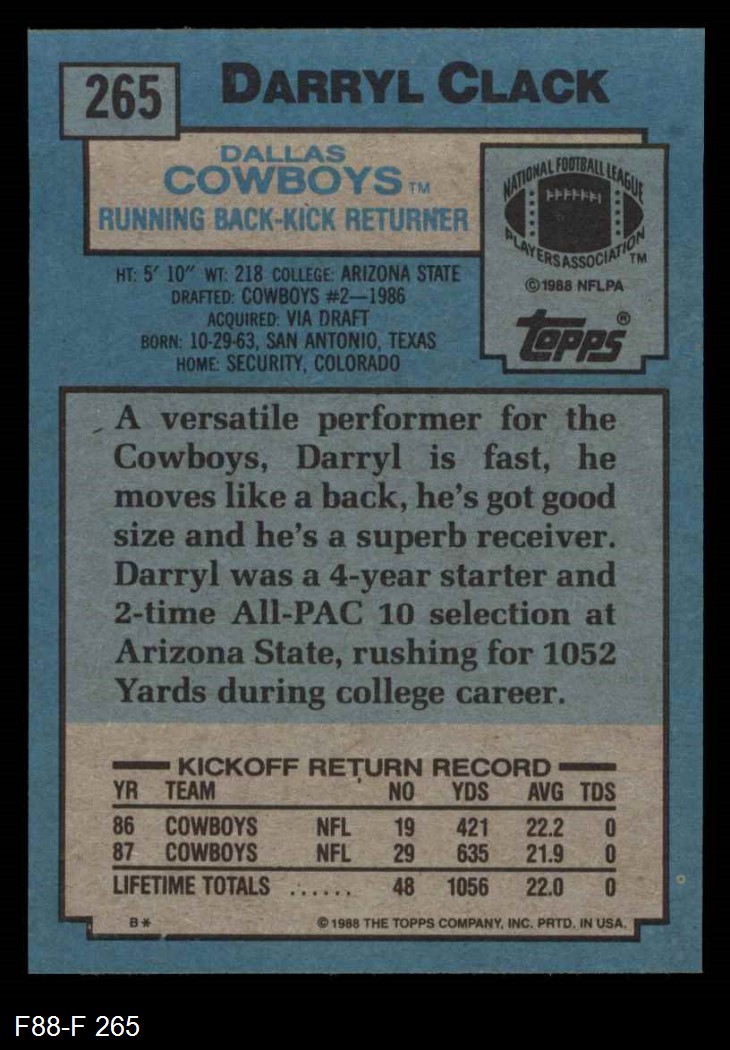 265
DARRYL CLACK
DALLAS
COWBOYS TM
RUNNING BACK-KICK RETURNER
NATIONAL FOOTBALL LEAGUE
PLAYERS ASSOCIATION TM
©1988 NFLPA
topps®
HT: 5' 10" WT: 218 COLLEGE: ARIZONA STATE
DRAFTED: COWBOYS #2—1986
ACQUIRED: VIA DRAFT
BORN: 10-29-63, SAN ANTONIO, TEXAS
HOME: SECURITY, COLORADO
A versatile performer for the
Cowboys, Darryl is fast, he
moves like a back, he's got good
size and he's a superb receiver.
Darryl was a 4-year starter and
2-time All-PAC 10 selection at
Arizona State, rushing for 1052
Yards during college career.
KICKOFF RETURN RECORD
YR TEAM NO YDS AVG TDS
86 COWBOYS NFL 19 421 22.2 0
87 COWBOYS NFL 29 635 21.9 0
LIFETIME TOTALS ...... 48 1056 22.0 0
B* © 1988 THE TOPPS COMPANY, INC. PRTD. IN USA.
F88-F 265